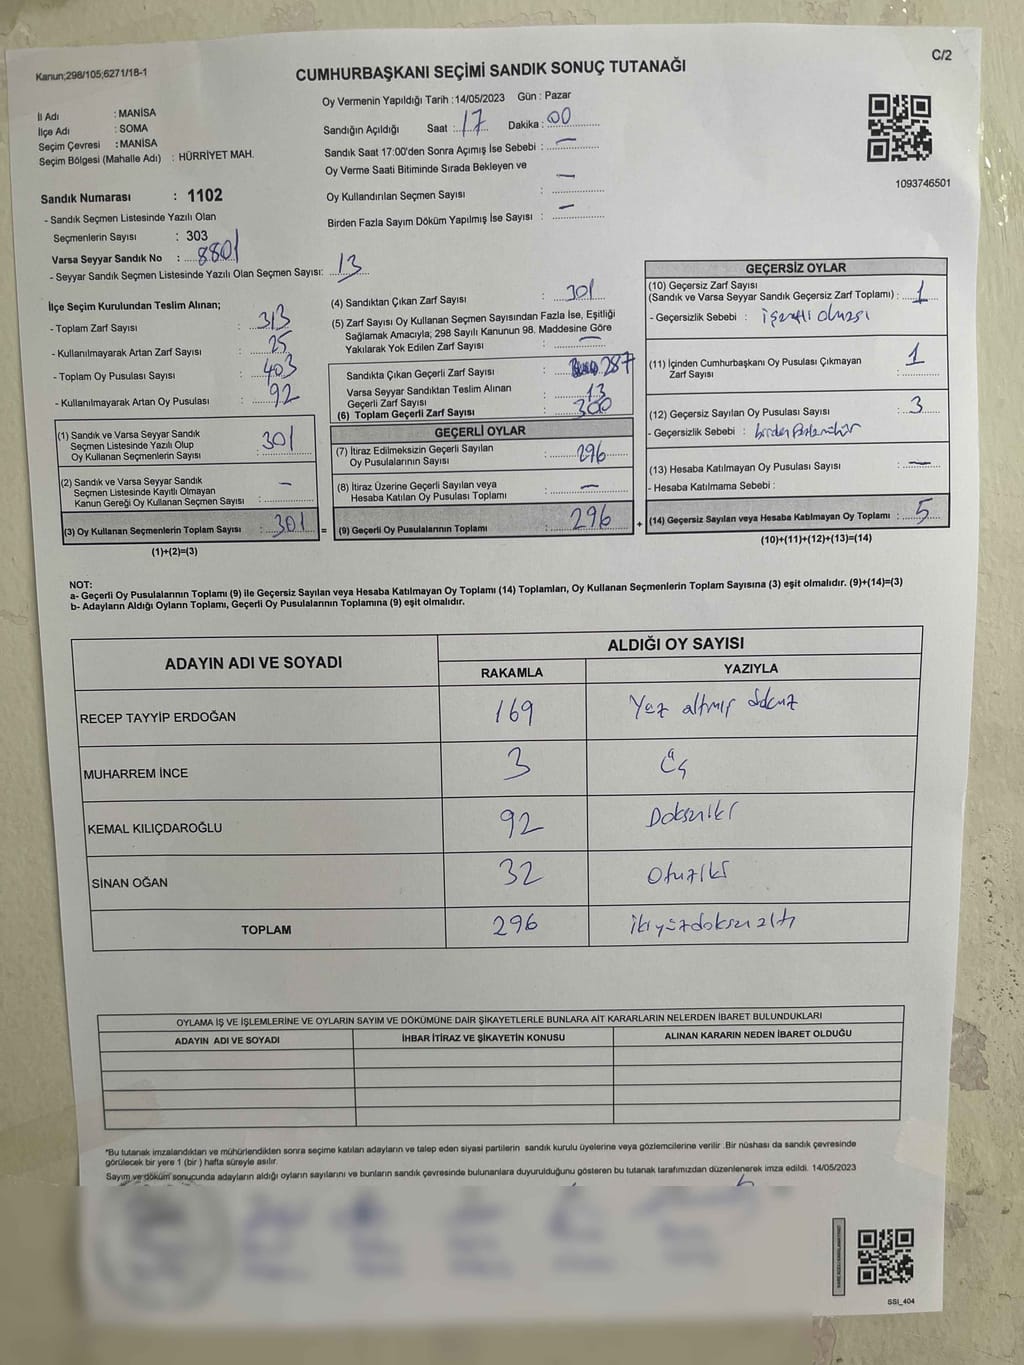 Kanun;298/105;6271/18-1
C/2
CUMHURBAŞKANI SEÇİMİ SANDIK SONUÇ TUTANAĞI
İl Adı : MANİSA
İlçe Adı : SOMA
Seçim Çevresi : MANİSA
Seçim Bölgesi (Mahalle Adı) : HÜRRİYET MAH.
Sandık Numarası : 1102
- Sandık Seçmen Listesinde Yazılı Olan
Seçmenlerin Sayısı : 303
Varsa Seyyar Sandık No : 8801
- Seyyar Sandık Seçmen Listesinde Yazılı Olan Seçmen Sayısı: 13
Oy Vermenin Yapıldığı Tarih :14/05/2023 Gün : Pazar
Sandığın Açıldığı Saat : 17 Dakika : 00
Sandık Saat 17:00'den Sonra Açımış İse Sebebi : —
Oy Verme Saati Bitiminde Sırada Bekleyen ve
Oy Kullandırılan Seçmen Sayısı : —
Birden Fazla Sayım Döküm Yapılmış İse Sayısı : —
1093746501
İlçe Seçim Kurulundan Teslim Alınan;
- Toplam Zarf Sayısı : 313
- Kullanılmayarak Artan Zarf Sayısı : 25
- Toplam Oy Pusulası Sayısı : 403
- Kullanılmayarak Artan Oy Pusulası : 92
(1) Sandık ve Varsa Seyyar Sandık
Seçmen Listesinde Yazılı Olup
Oy Kullanan Seçmenlerin Sayısı : 301
(2) Sandık ve Varsa Seyyar Sandık
Seçmen Listesinde Kayıtlı Olmayan
Kanun Gereği Oy Kullanan Seçmen Sayısı : —
(3) Oy Kullanan Seçmenlerin Toplam Sayısı : 301 =
(1)+(2)=(3)
(4) Sandıktan Çıkan Zarf Sayısı : 301
(5) Zarf Sayısı Oy Kullanan Seçmen Sayısından Fazla İse, Eşitliği
Sağlamak Amacıyla; 298 Sayılı Kanunun 98. Maddesine Göre
Yakılarak Yok Edilen Zarf Sayısı : —
Sandıkta Çıkan Geçerli Zarf Sayısı : 287
Varsa Seyyar Sandıktan Teslim Alınan
Geçerli Zarf Sayısı : 13
(6) Toplam Geçerli Zarf Sayısı : 300
GEÇERLİ OYLAR
(7) İtiraz Edilmeksizin Geçerli Sayılan
Oy Pusulalarının Sayısı : 296
(8) İtiraz Üzerine Geçerli Sayılan veya
Hesaba Katılan Oy Pusulası Toplamı : —
(9) Geçerli Oy Pusulalarının Toplamı : 296 +
GEÇERSİZ OYLAR
(10) Geçersiz Zarf Sayısı
(Sandık ve Varsa Seyyar Sandık Geçersiz Zarf Toplamı) : 1
- Geçersizlik Sebebi : işaretli olması
(11) İçinden Cumhurbaşkanı Oy Pusulası Çıkmayan
Zarf Sayısı : 1
(12) Geçersiz Sayılan Oy Pusulası Sayısı : 3
- Geçersizlik Sebebi :
(13) Hesaba Katılmayan Oy Pusulası Sayısı : —
- Hesaba Katılmama Sebebi :
(14) Geçersiz Sayılan veya Hesaba Katılmayan Oy Toplamı : 5
(10)+(11)+(12)+(13)=(14)
NOT:
a- Geçerli Oy Pusulalarının Toplamı (9) ile Geçersiz Sayılan veya Hesaba Katılmayan Oy Toplamı (14) Toplamları, Oy Kullanan Seçmenlerin Toplam Sayısına (3) eşit olmalıdır. (9)+(14)=(3)
b- Adayların Aldığı Oyların Toplamı, Geçerli Oy Pusulalarının Toplamına (9) eşit olmalıdır.
ADAYIN ADI VE SOYADI
ALDIĞI OY SAYISI
RAKAMLA YAZIYLA
RECEP TAYYİP ERDOĞAN 169 Yüz altmış dokuz
MUHARREM İNCE 3 Üç
KEMAL KILIÇDAROĞLU 92 Doksaniki
SİNAN OĞAN 32 Otuziki
TOPLAM 296 ikiyüzdoksanaltı
OYLAMA İŞ VE İŞLEMLERİNE VE OYLARIN SAYIM VE DÖKÜMÜNE DAİR ŞİKAYETLERLE BUNLARA AİT KARARLARIN NELERDEN İBARET BULUNDUKLARI
ADAYIN ADI VE SOYADI İHBAR İTİRAZ VE ŞİKAYETİN KONUSU ALINAN KARARIN NEDEN İBARET OLDUĞU
*Bu tutanak imzalandıktan ve mühürlendikten sonra seçime katılan adayların ve talep eden siyasi partilerin sandık kurulu üyelerine veya gözlemcilerine verilir .Bir nüshası da sandık çevresinde
görülecek bir yere 1 (bir ) hafta süreyle asılır.
Sayım ve döküm sonucunda adayların aldığı oyların sayılarını ve bunların sandık çevresinde bulunanlara duyurulduğunu gösteren bu tutanak tarafımızdan düzenlenerek imza edildi. 14/05/2023
SSI_404